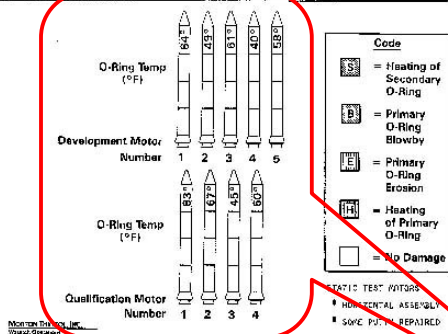 64° 49° 61° 40° 58°
O-Ring Temp
(°F)
Development Motor
Number 1 2 3 4 5
83° 67° 45° 60°
O-Ring Temp
(°F)
Qualification Motor
Number 1 2 3 4
Code
S = Heating of
Secondary
O-Ring
B = Primary
O-Ring
Blowby
E = Primary
O-Ring
Erosion
H = Heating
of Primary
O-Ring
= No Damage
STATIC TEST MOTORS
HORIZONTAL ASSEMBLY
SOME PUTTY REPAIRED
MORTON THIOKOL, INC.